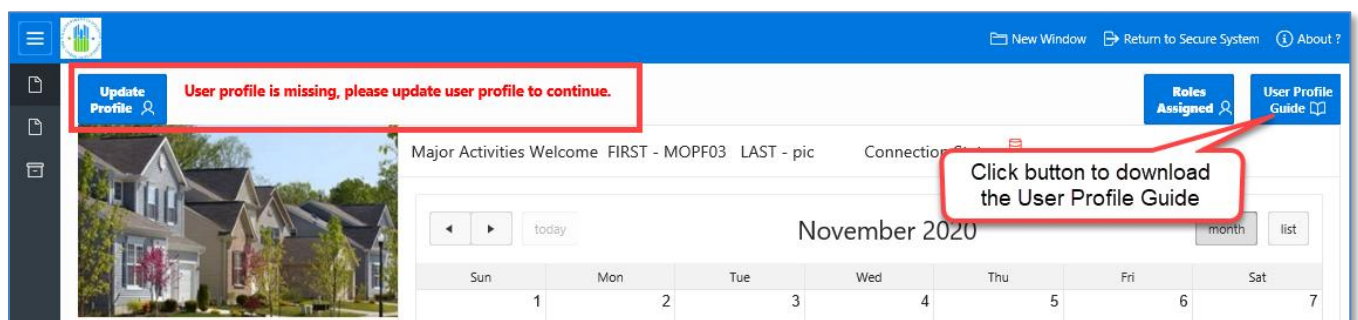 New Window Return to Secure System About ?
Update Profile
User profile is missing, please update user profile to continue.
Roles Assigned
User Profile Guide
Major Activities Welcome FIRST - MOPF03 LAST - pic Connection
Click button to download
the User Profile Guide
today
November 2020
month list
Sun Mon Tue Wed Thu Fri Sat
1 2 3 4 5 6 7